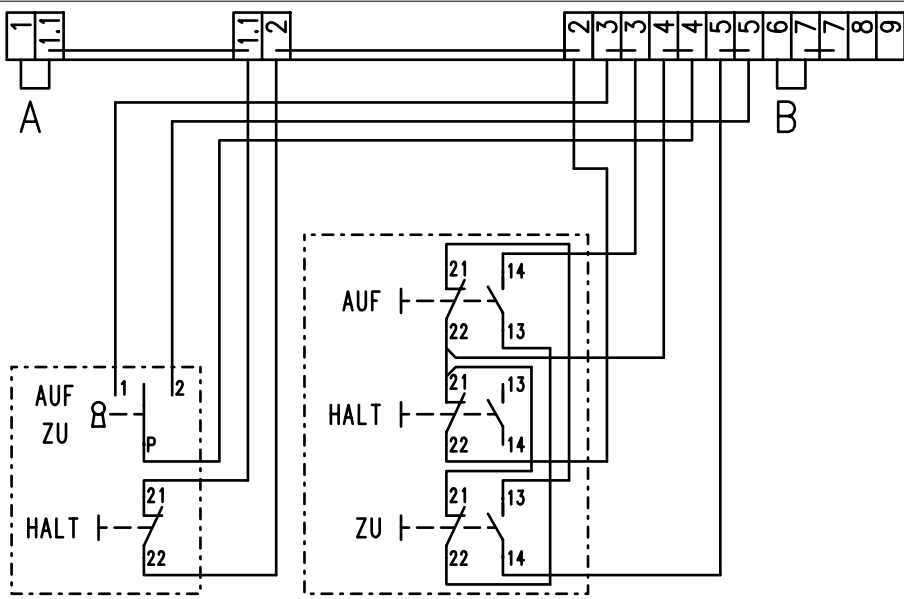 1 1.1 1.1 2 2 3 3 4 4 5 5 6 7 7 8 9
A B
21 14
AUF
22 13
1 2 21 13
AUF HALT
ZU
P 22 14
21 21 13
HALT ZU
22 22 14